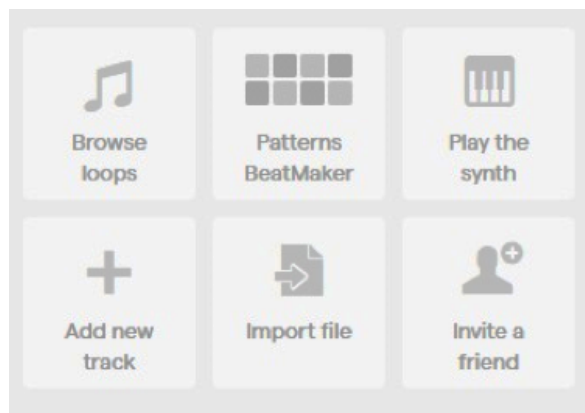 Browse
loops
Patterns
BeatMaker
Play the
synth
Add new
track
Import file
Invite a
friend